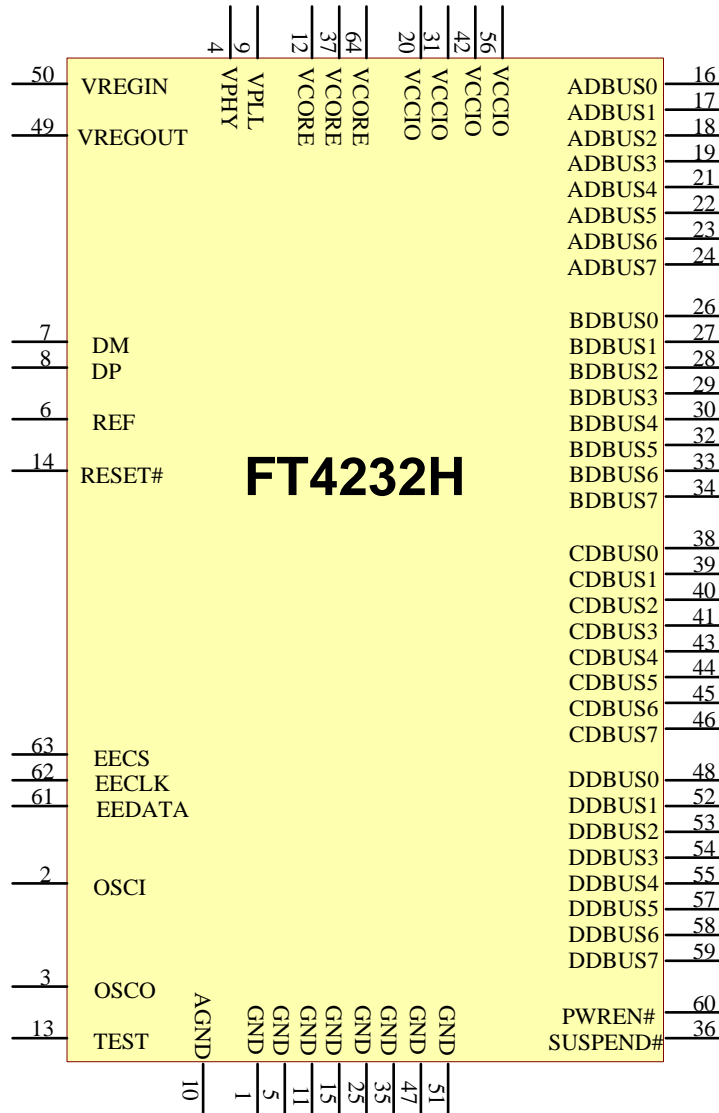 4 9 12 37 64 20 31 42 56
VPHY VPLL VCORE VCORE VCORE VCCIO VCCIO VCCIO VCCIO
50 VREGIN
49 VREGOUT
7 DM
8 DP
6 REF
14 RESET#
63 EECS
62 EECLK
61 EEDATA
2 OSCI
3 OSCO
13 TEST
FT4232H
ADBUS0 16
ADBUS1 17
ADBUS2 18
ADBUS3 19
ADBUS4 21
ADBUS5 22
ADBUS6 23
ADBUS7 24
BDBUS0 26
BDBUS1 27
BDBUS2 28
BDBUS3 29
BDBUS4 30
BDBUS5 32
BDBUS6 33
BDBUS7 34
CDBUS0 38
CDBUS1 39
CDBUS2 40
CDBUS3 41
CDBUS4 43
CDBUS5 44
CDBUS6 45
CDBUS7 46
DDBUS0 48
DDBUS1 52
DDBUS2 53
DDBUS3 54
DDBUS4 55
DDBUS5 57
DDBUS6 58
DDBUS7 59
PWREN# 60
SUSPEND# 36
AGND GND GND GND GND GND GND GND GND
10 1 5 11 15 25 35 47 51